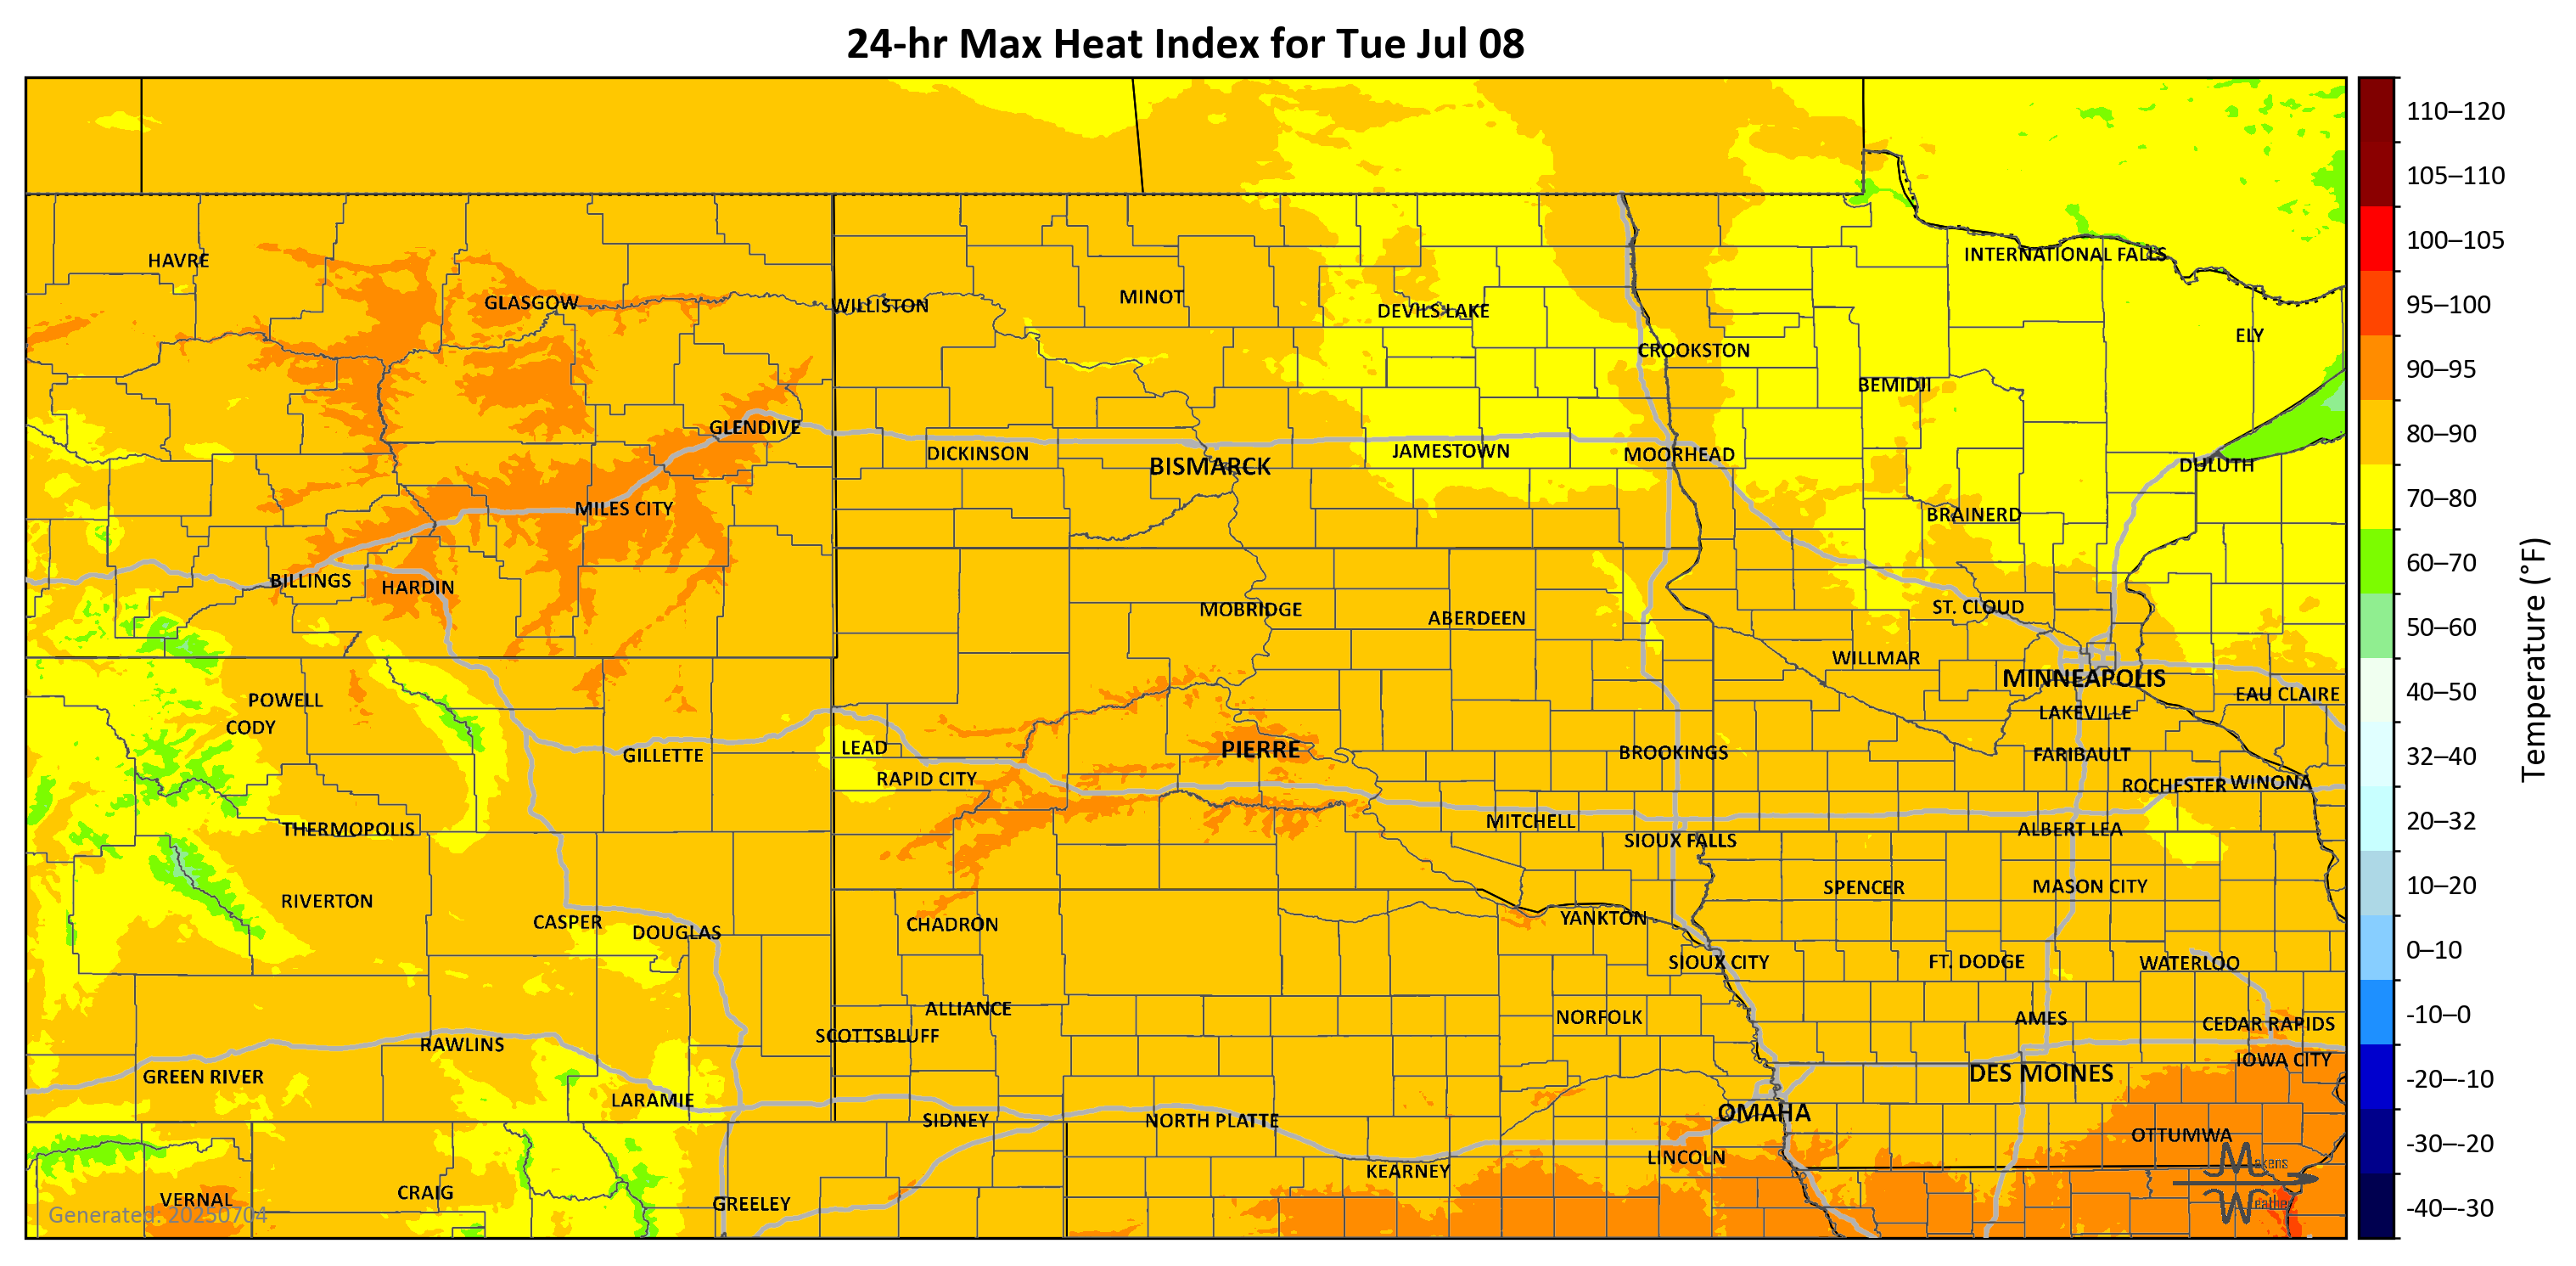 24-hr Max Heat Index for Tue Jul 08
110–120
105–110
100–105
95–100
90–95
80–90
70–80
60–70
50–60
40–50
32–40
20–32
10–20
0–10
-10–0
-20–-10
-30–-20
-40–-30
Temperature (°F)
HAVRE
INTERNATIONAL FALLS
GLASGOW
WILLISTON
MINOT
DEVILS LAKE
ELY
CROOKSTON
BEMIDJI
GLENDIVE
DICKINSON
BISMARCK
JAMESTOWN
MOORHEAD
DULUTH
MILES CITY
BRAINERD
BILLINGS
HARDIN
MOBRIDGE
ABERDEEN
ST. CLOUD
WILLMAR
MINNEAPOLIS
EAU CLAIRE
POWELL
CODY
LAKEVILLE
GILLETTE
LEAD
PIERRE
BROOKINGS
FARIBAULT
RAPID CITY
ROCHESTER
WINONA
THERMOPOLIS
MITCHELL
SIOUX FALLS
ALBERT LEA
RIVERTON
SPENCER
MASON CITY
CASPER
DOUGLAS
CHADRON
YANKTON
SIOUX CITY
FT. DODGE
WATERLOO
ALLIANCE
NORFOLK
AMES
CEDAR RAPIDS
SCOTTSBLUFF
RAWLINS
IOWA CITY
GREEN RIVER
DES MOINES
LARAMIE
SIDNEY
NORTH PLATTE
OMAHA
OTTUMWA
LINCOLN
KEARNEY
VERNAL
CRAIG
GREELEY
Generated: 20250704
Makens
Weather